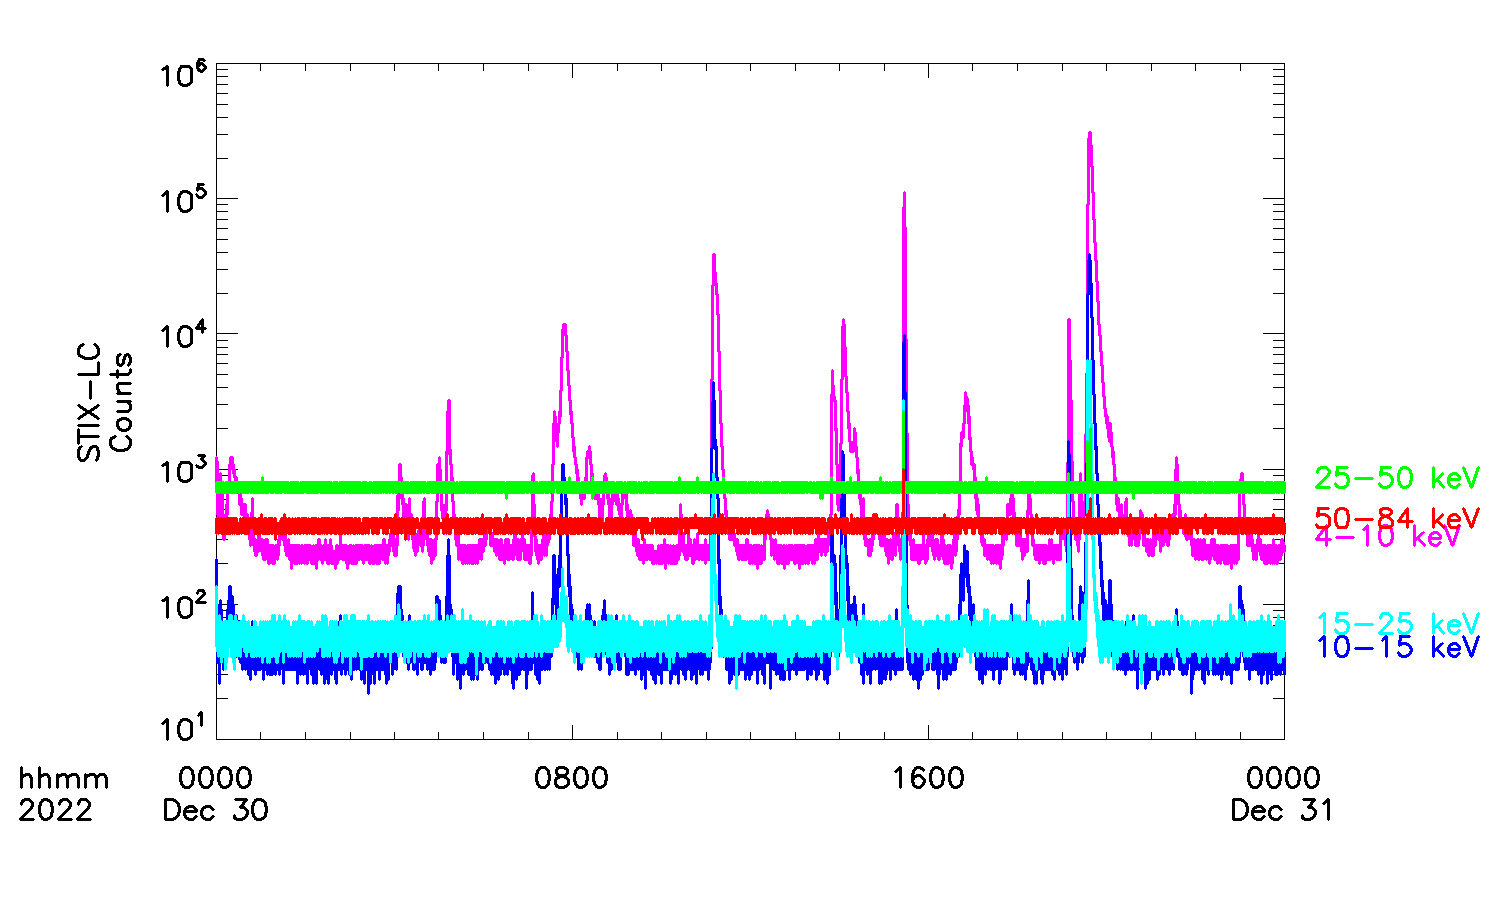 10⁶
10⁵
10⁴
10³
10²
10¹
STIX-LC
Counts
25-50 keV
50-84 keV
4-10 keV
15-25 keV
10-15 keV
hhmm 0000 0800 1600 0000
2022 Dec 30 Dec 31